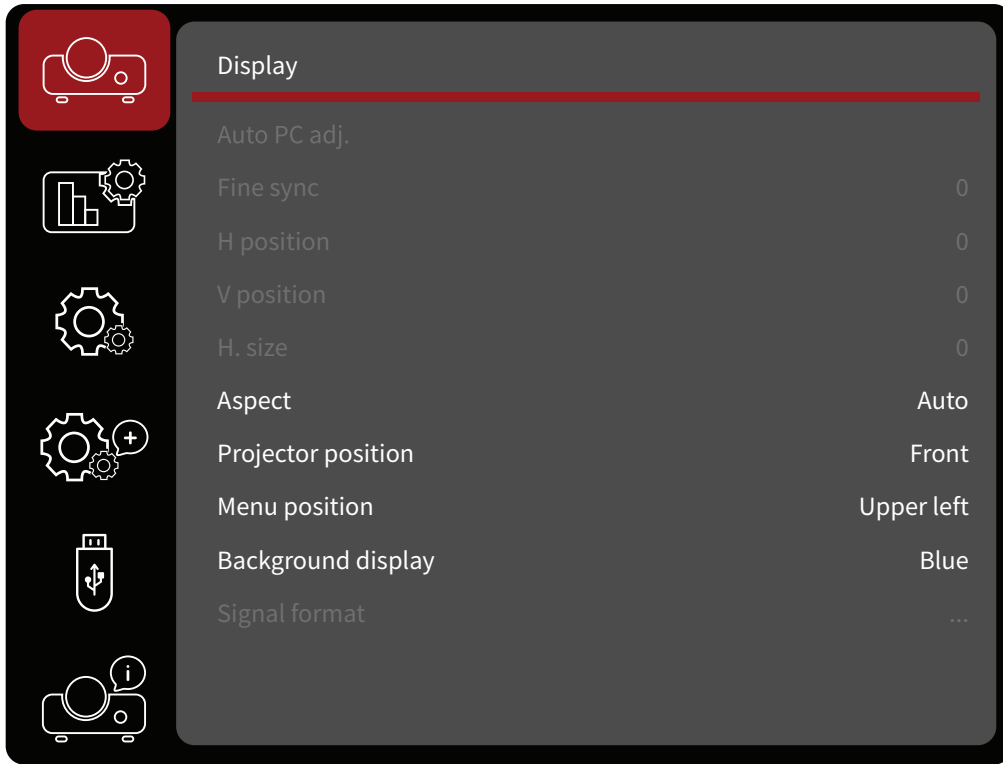 Display
Auto PC adj.
Fine sync 0
H position 0
V position 0
H. size 0
Aspect Auto
Projector position Front
Menu position Upper left
Background display Blue
Signal format ...